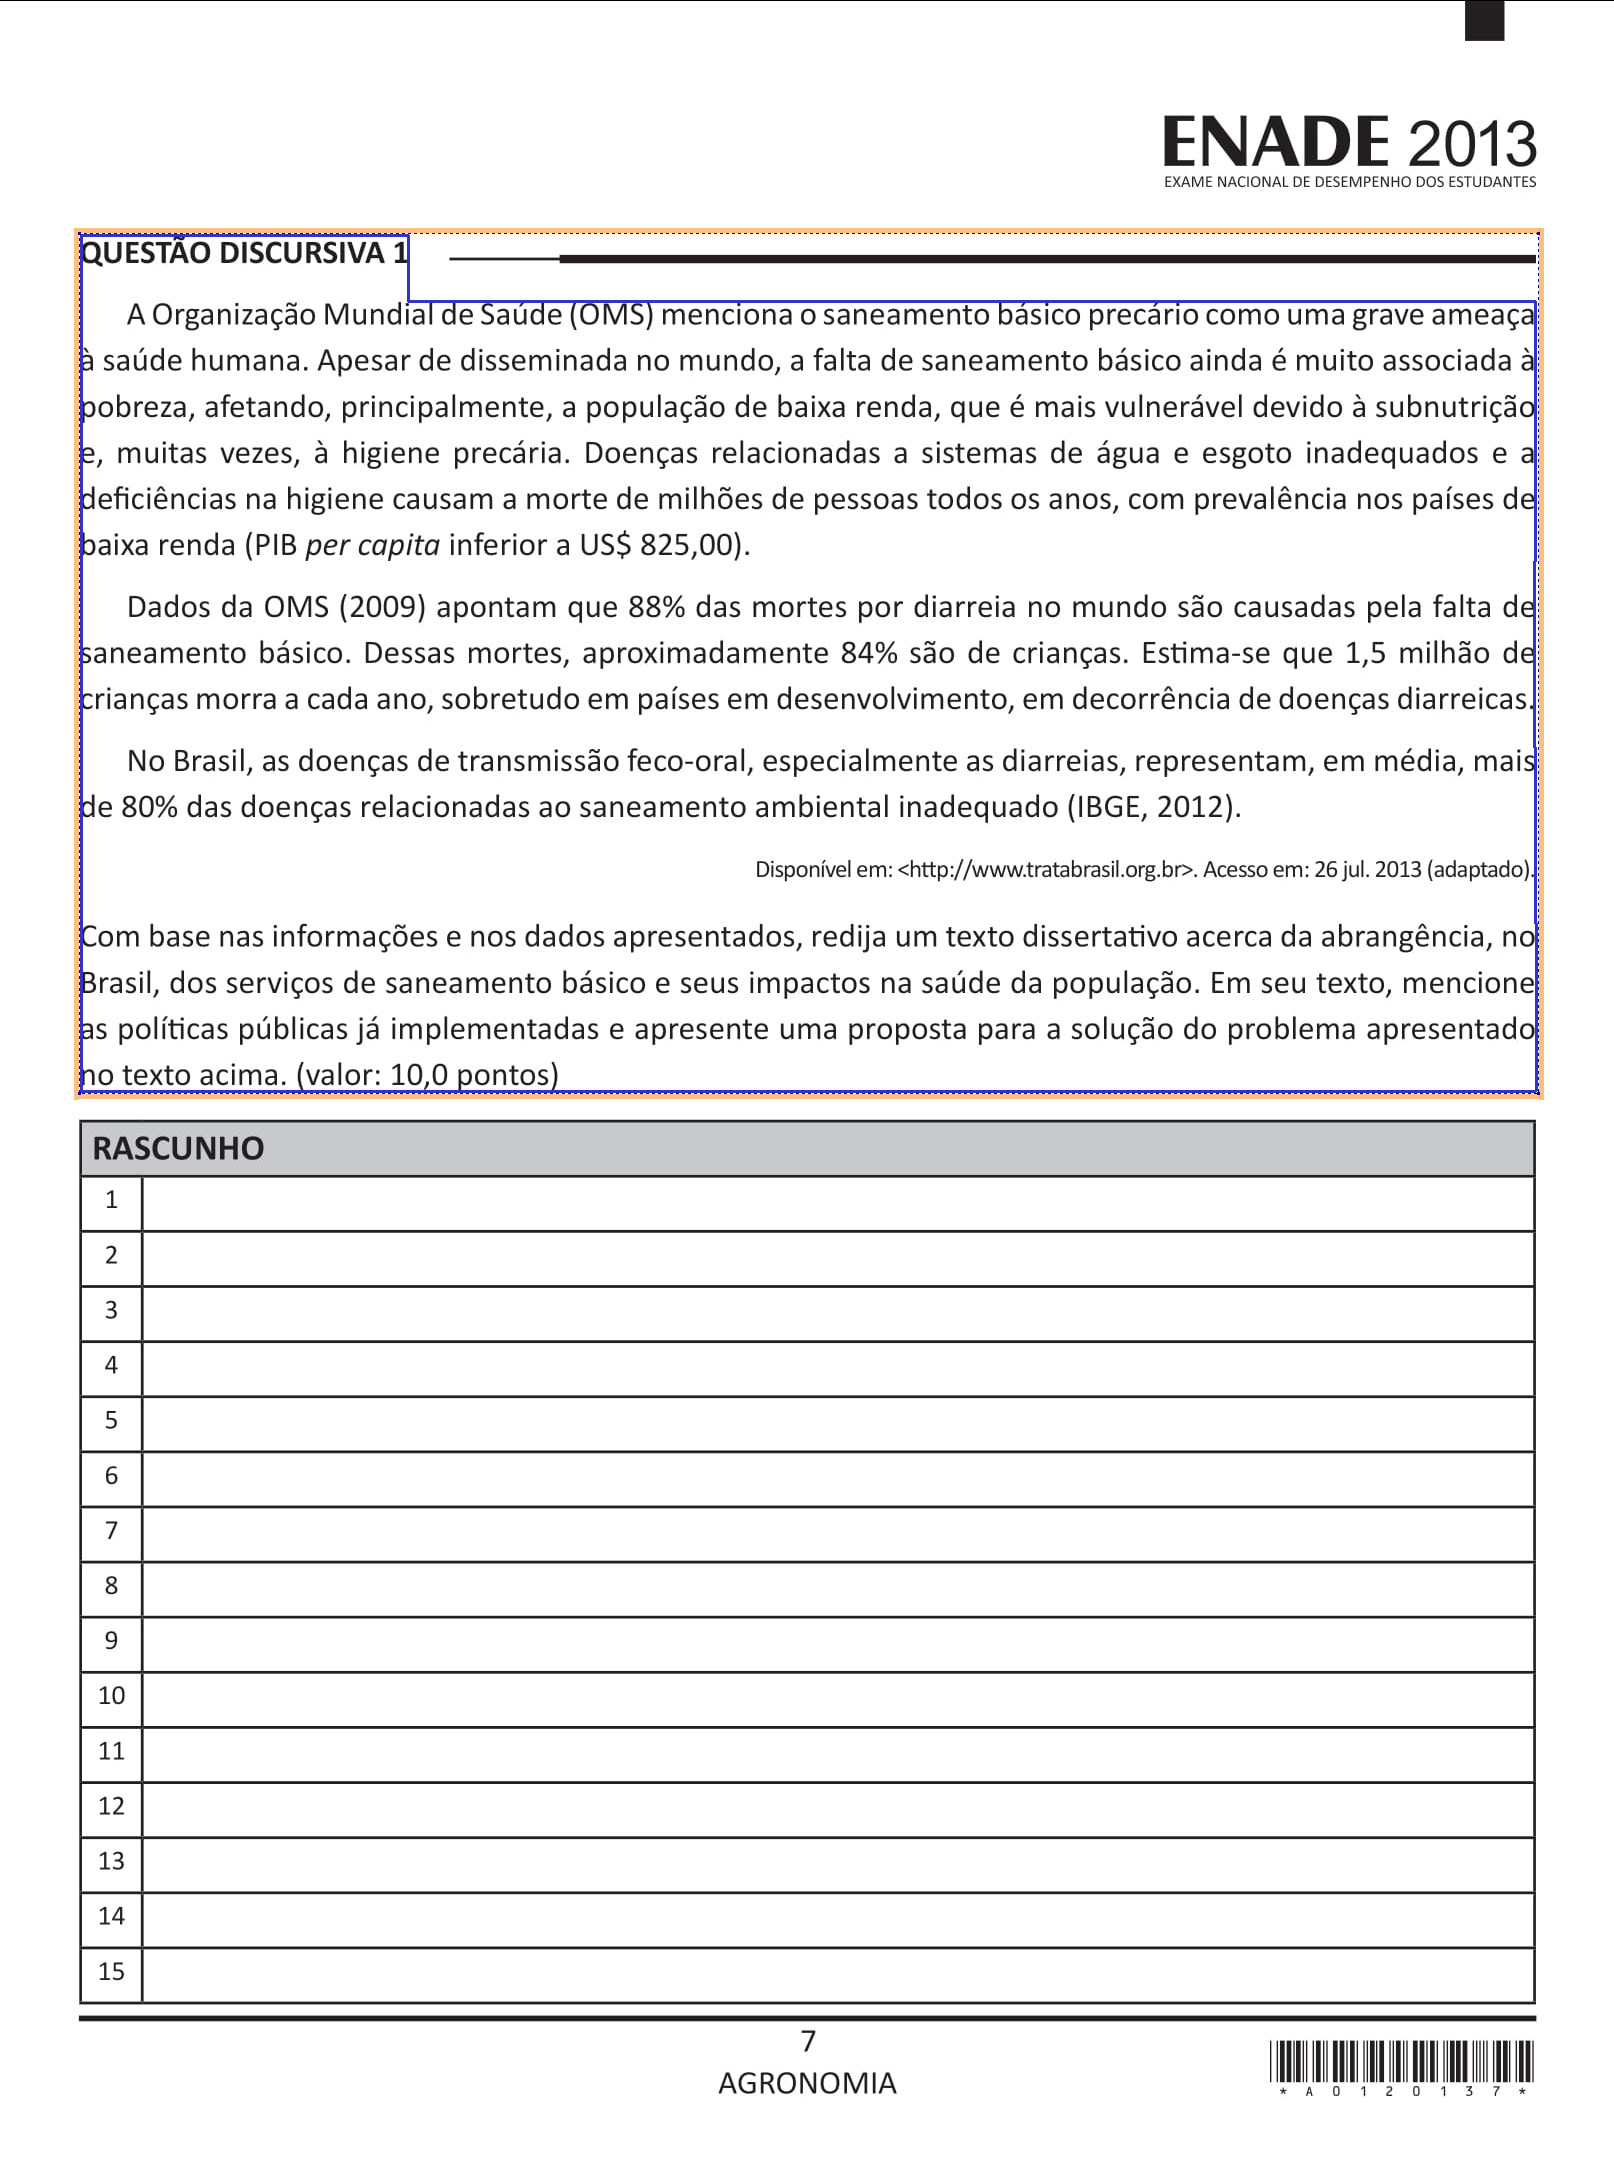 ENADE 2013
EXAME NACIONAL DE DESEMPENHO DOS ESTUDANTES
QUESTÃO DISCURSIVA 1
A Organização Mundial de Saúde (OMS) menciona o saneamento básico precário como uma grave ameaça
à saúde humana. Apesar de disseminada no mundo, a falta de saneamento básico ainda é muito associada à
pobreza, afetando, principalmente, a população de baixa renda, que é mais vulnerável devido à subnutrição
e, muitas vezes, à higiene precária. Doenças relacionadas a sistemas de água e esgoto inadequados e a
deficiências na higiene causam a morte de milhões de pessoas todos os anos, com prevalência nos países de
baixa renda (PIB per capita inferior a US$ 825,00).
Dados da OMS (2009) apontam que 88% das mortes por diarreia no mundo são causadas pela falta de
saneamento básico. Dessas mortes, aproximadamente 84% são de crianças. Estima-se que 1,5 milhão de
crianças morra a cada ano, sobretudo em países em desenvolvimento, em decorrência de doenças diarreicas.
No Brasil, as doenças de transmissão feco-oral, especialmente as diarreias, representam, em média, mais
de 80% das doenças relacionadas ao saneamento ambiental inadequado (IBGE, 2012).
Disponível em: <http://www.tratabrasil.org.br>. Acesso em: 26 jul. 2013 (adaptado).
Com base nas informações e nos dados apresentados, redija um texto dissertativo acerca da abrangência, no
Brasil, dos serviços de saneamento básico e seus impactos na saúde da população. Em seu texto, mencione
as políticas públicas já implementadas e apresente uma proposta para a solução do problema apresentado
no texto acima. (valor: 10,0 pontos)
RASCUNHO
1
2
3
4
5
6
7
8
9
10
11
12
13
14
15
7
AGRONOMIA
*A0120137*